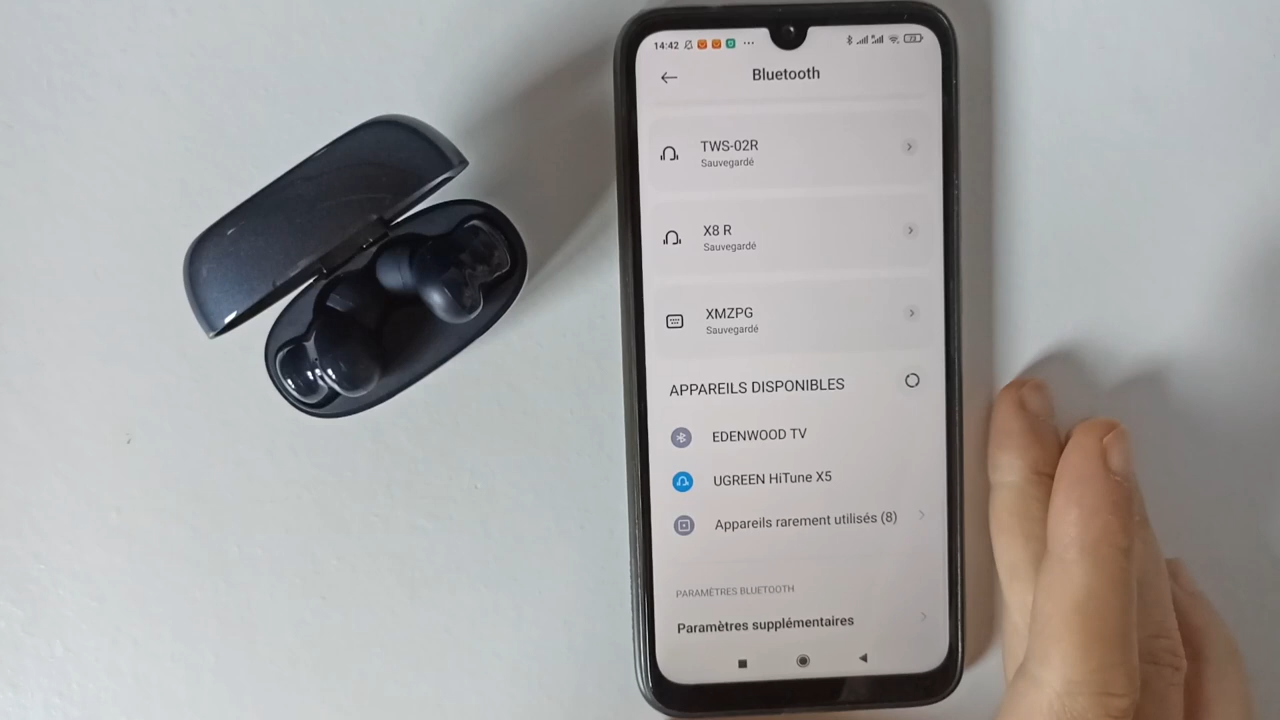 14:42
Bluetooth
TWS-02R
Sauvegardé
X8 R
Sauvegardé
XMZPG
Sauvegardé
APPAREILS DISPONIBLES
EDENWOOD TV
UGREEN HiTune X5
Appareils rarement utilisés (8)
PARAMÈTRES BLUETOOTH
Paramètres supplémentaires